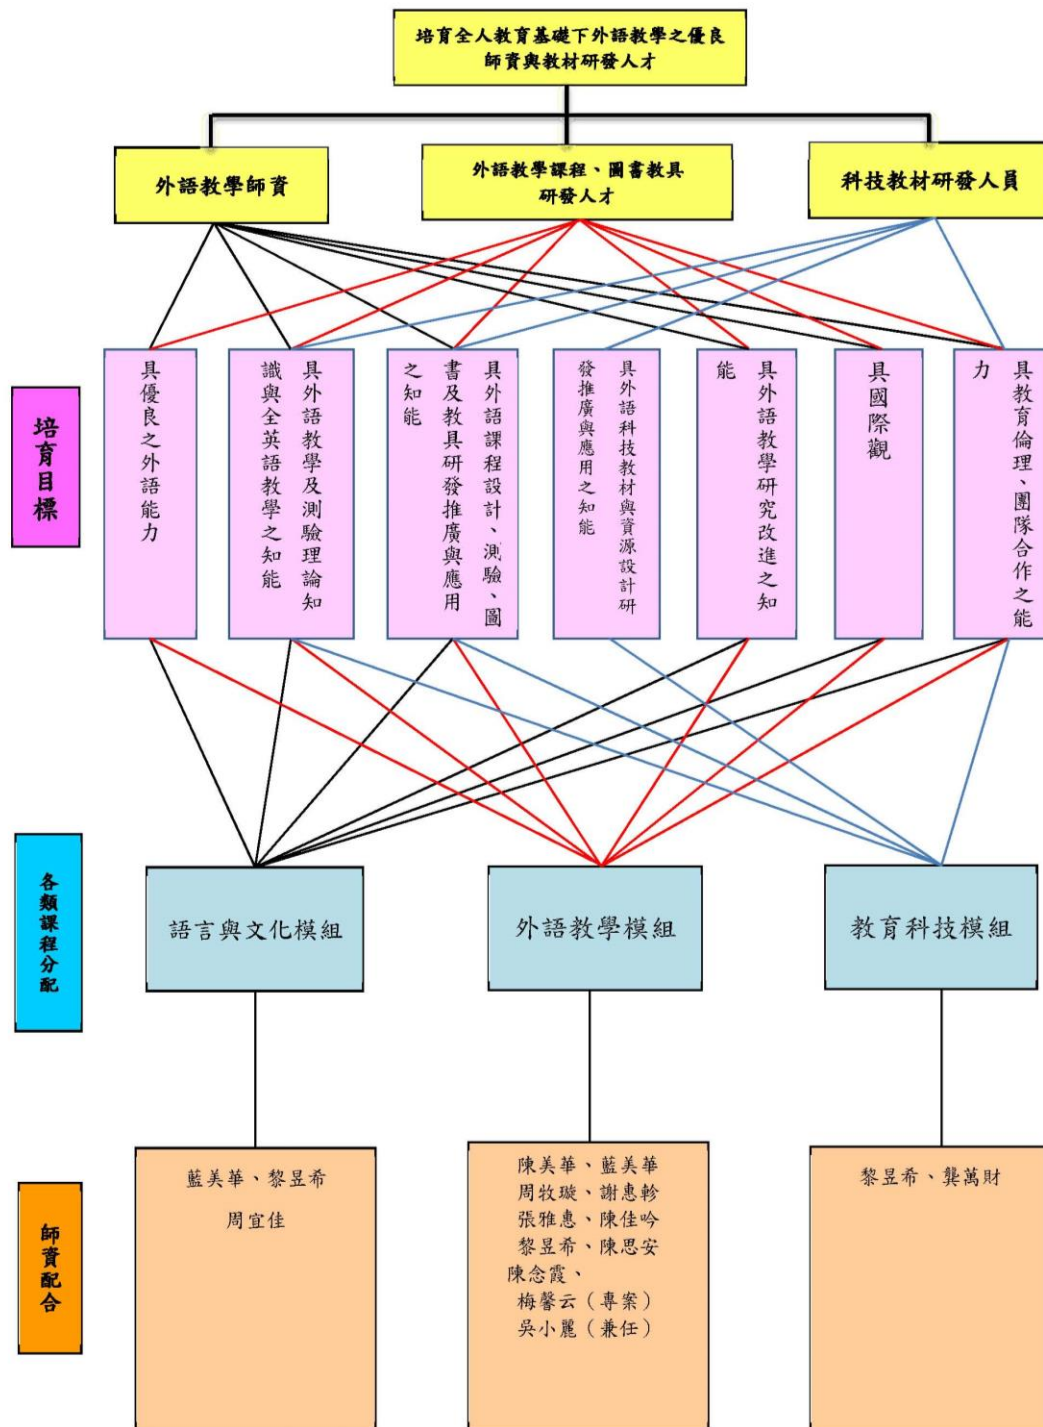 培育全人教育基礎下外語教學之優良
師資與教材研發人才
外語教學師資
外語教學課程、圖書教具
研發人才
科技教材研發人員
培育目標
具優良之外語能力
具外語教學及測驗理論知
識與全英語教學之知能
具外語課程設計、測驗、圖
書及教具研發推廣與應用
之知能
具外語科技教材與資源設計研
發推廣與應用之知能
具外語教學研究改進之知
能
具國際觀
具教育倫理、團隊合作之能
力
各類課程分配
語言與文化模組
外語教學模組
教育科技模組
師資配合
藍美華、黎昱希
周宜佳
陳美華、藍美華
周牧璇、謝惠軫
張雅惠、陳佳吟
黎昱希、陳思安
陳念霞、
梅馨云（專案）
吳小麗（兼任）
黎昱希、龔萬財